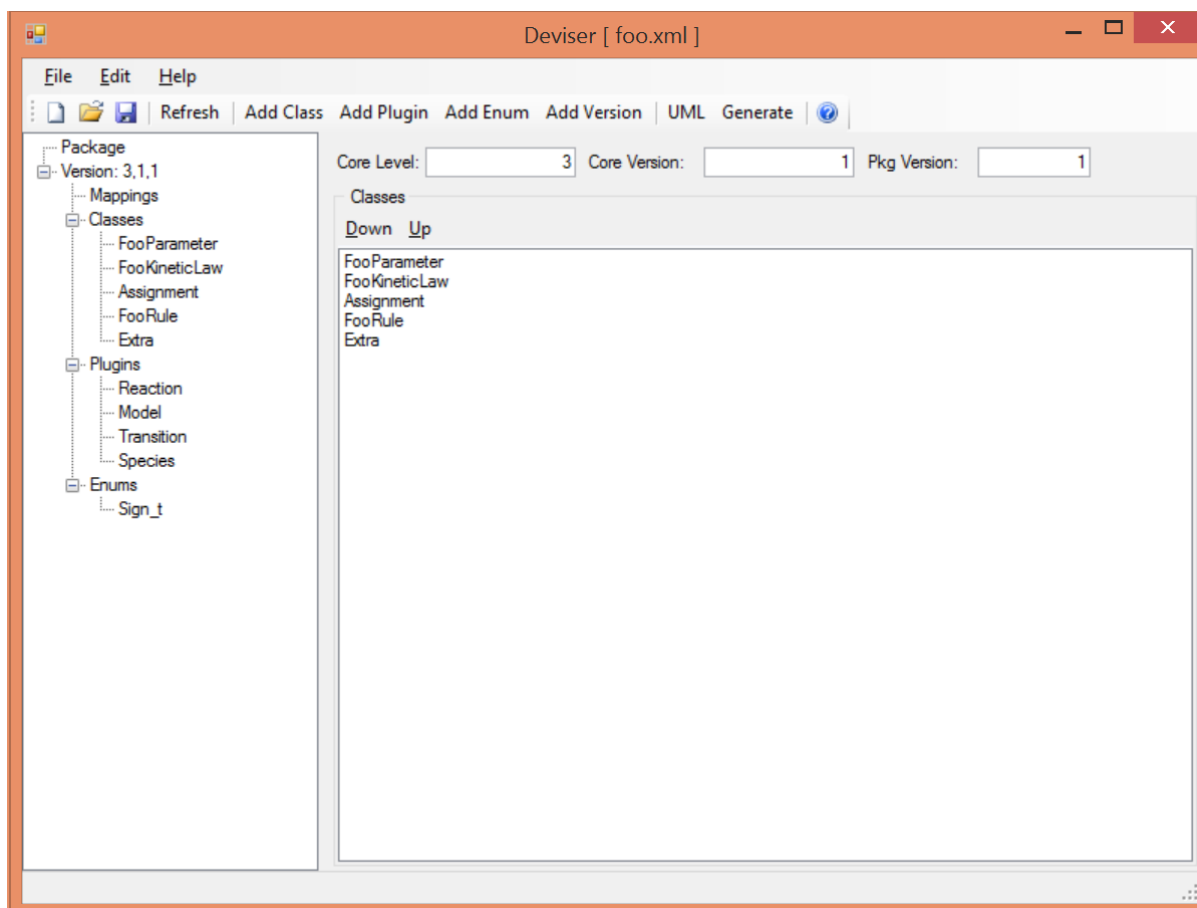 Deviser [ foo.xml ]
File Edit Help
Refresh Add Class Add Plugin Add Enum Add Version UML Generate
Package
Version: 3,1,1
Mappings
Classes
FooParameter
FooKineticLaw
Assignment
FooRule
Extra
Plugins
Reaction
Model
Transition
Species
Enums
Sign_t
Core Level: 3 Core Version: 1 Pkg Version: 1
Classes
Down Up
FooParameter
FooKineticLaw
Assignment
FooRule
Extra